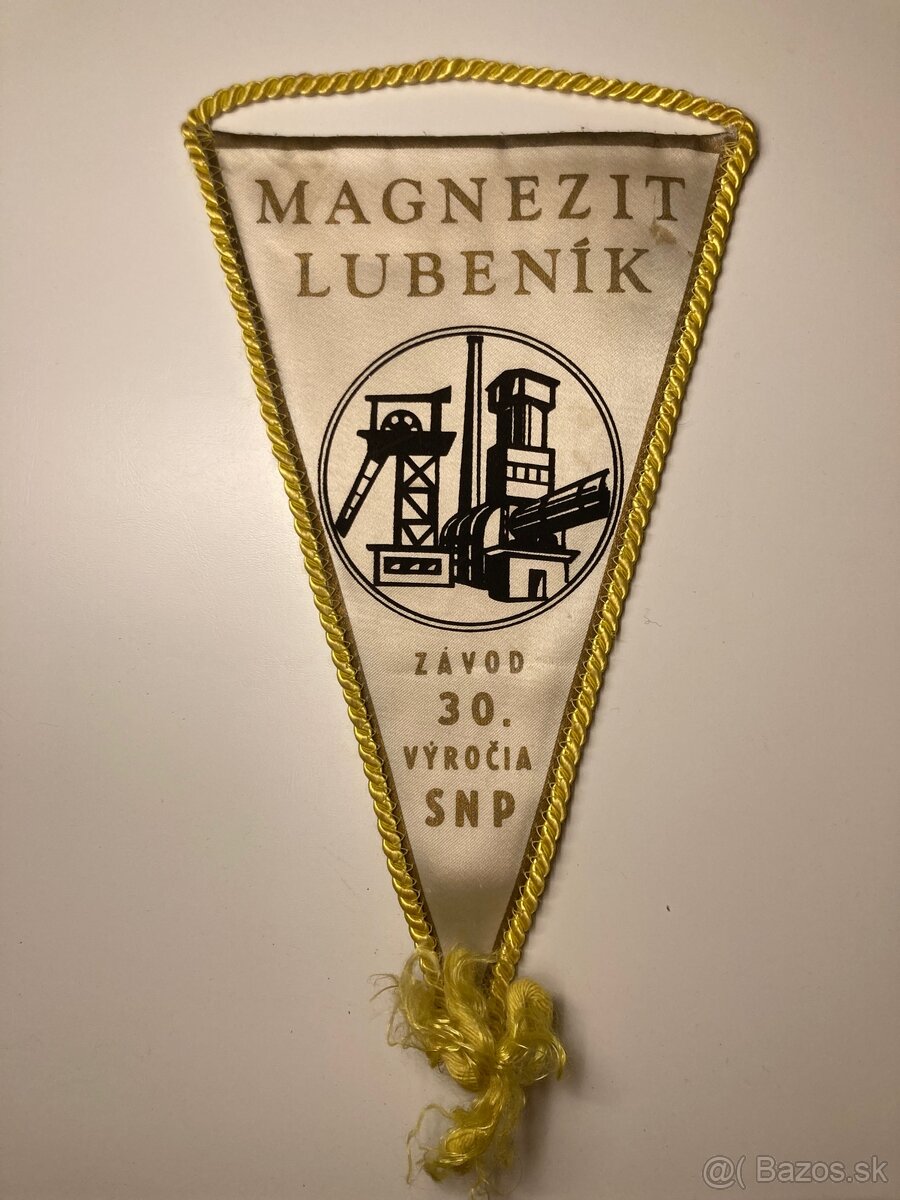 MAGNEZIT
LUBENÍK
ZÁVOD
30.
VÝROČIA
SNP
@( Bazos.sk